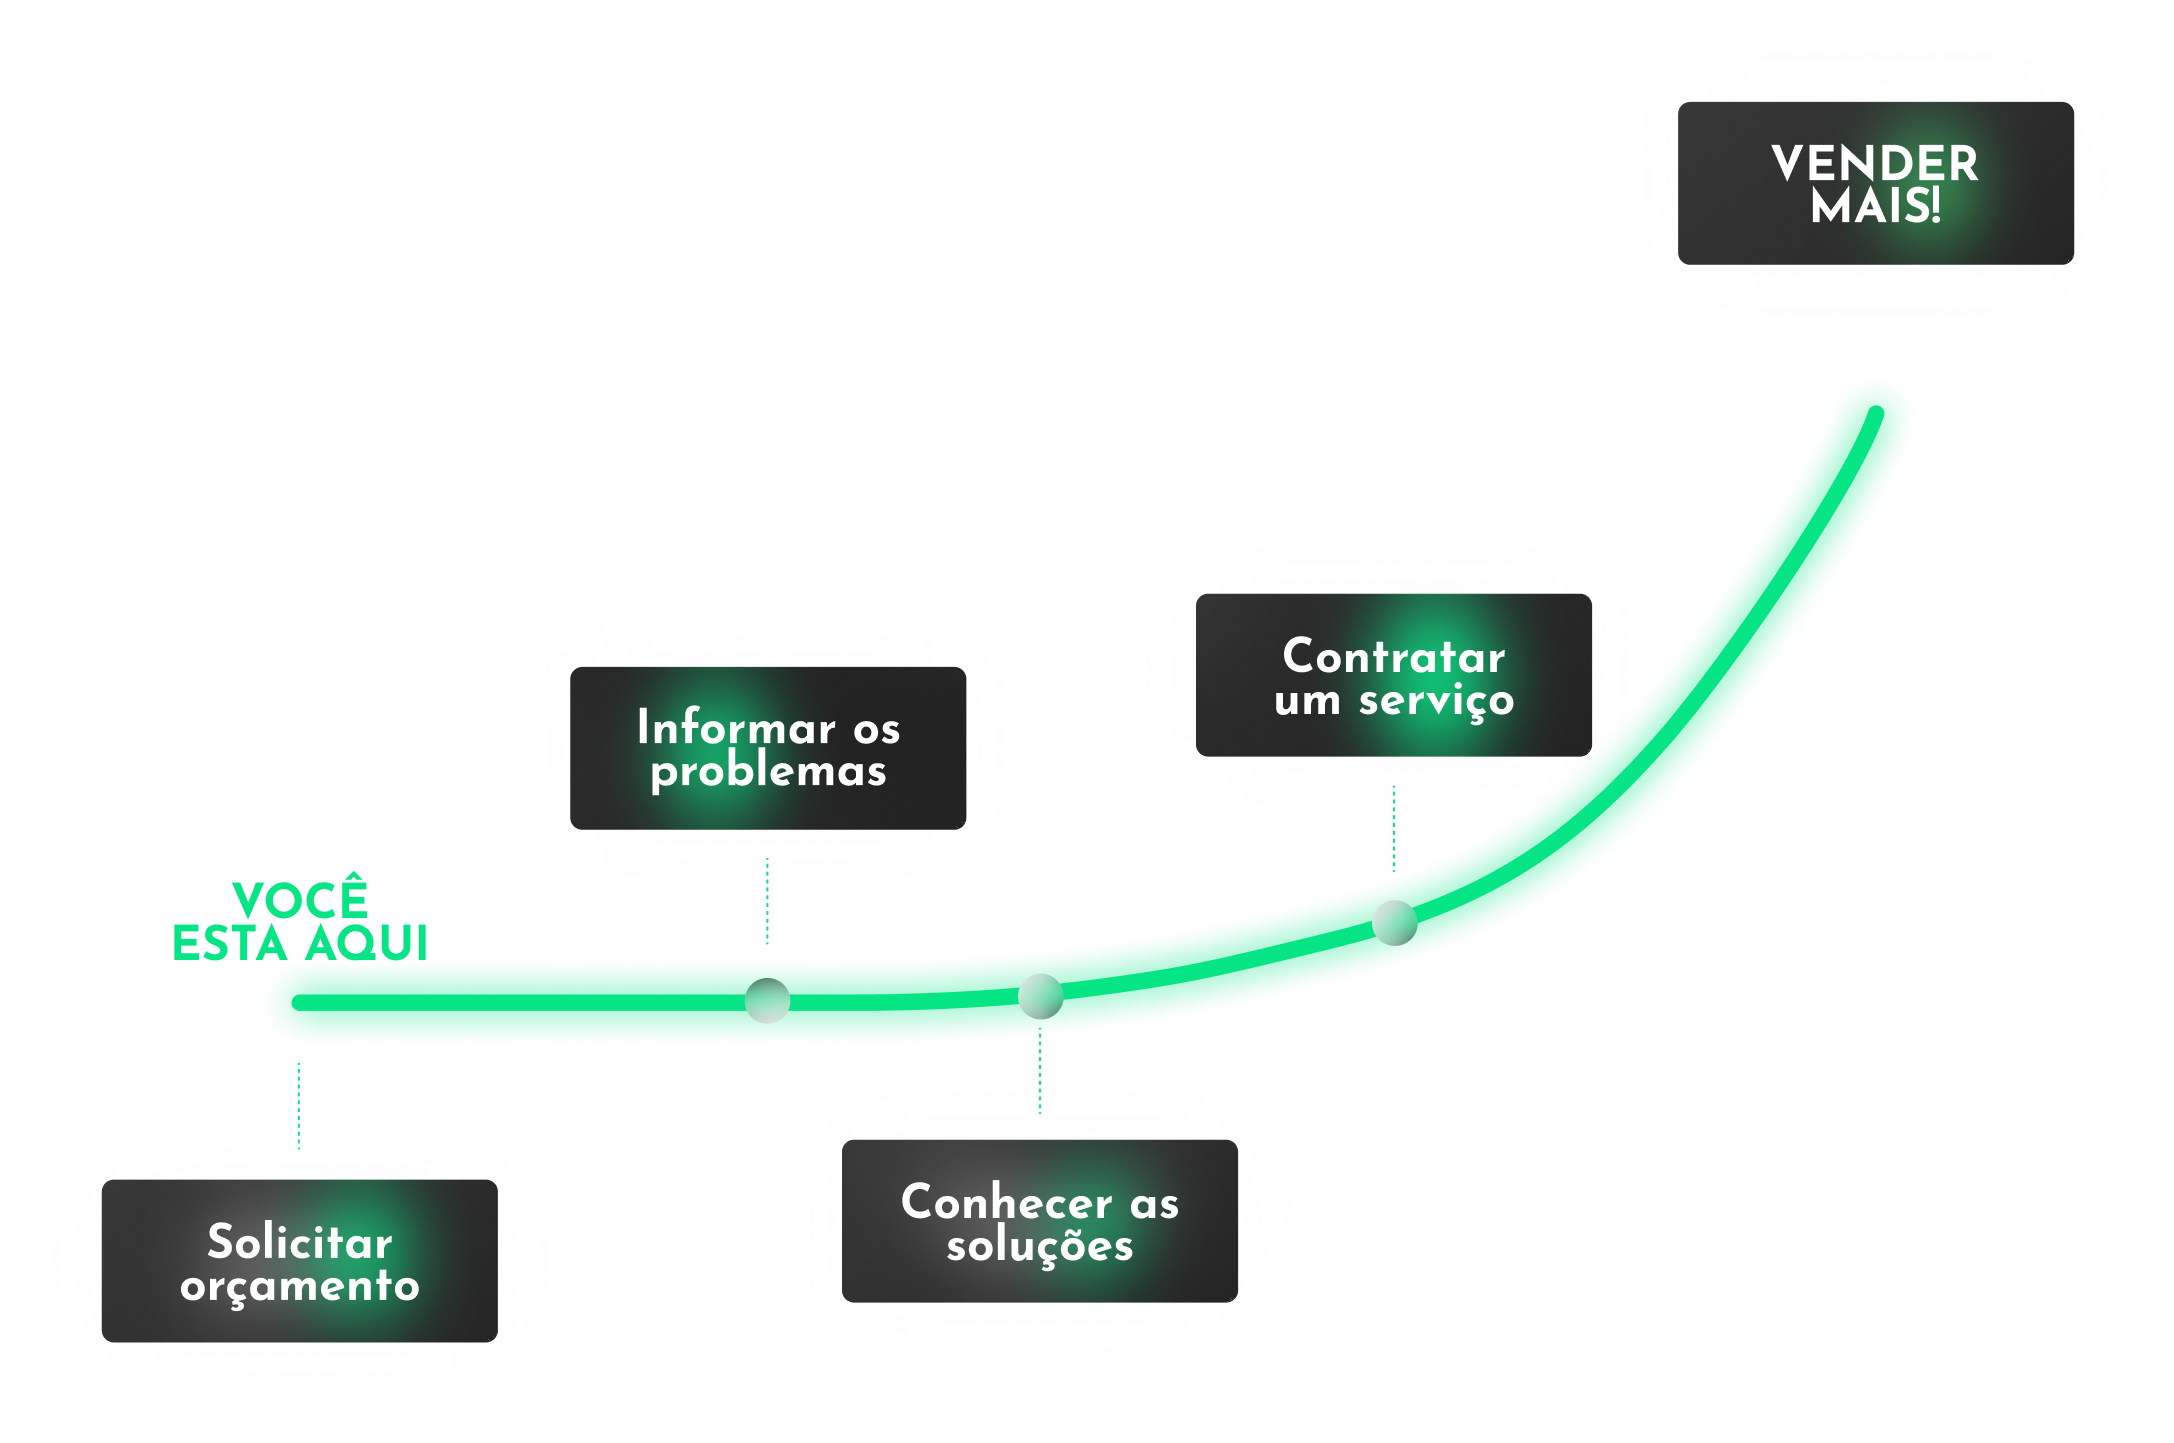 VENDER
MAIS!
Contratar
um serviço
Informar os
problemas
VOCÊ
ESTA AQUI
Conhecer as
soluções
Solicitar
orçamento